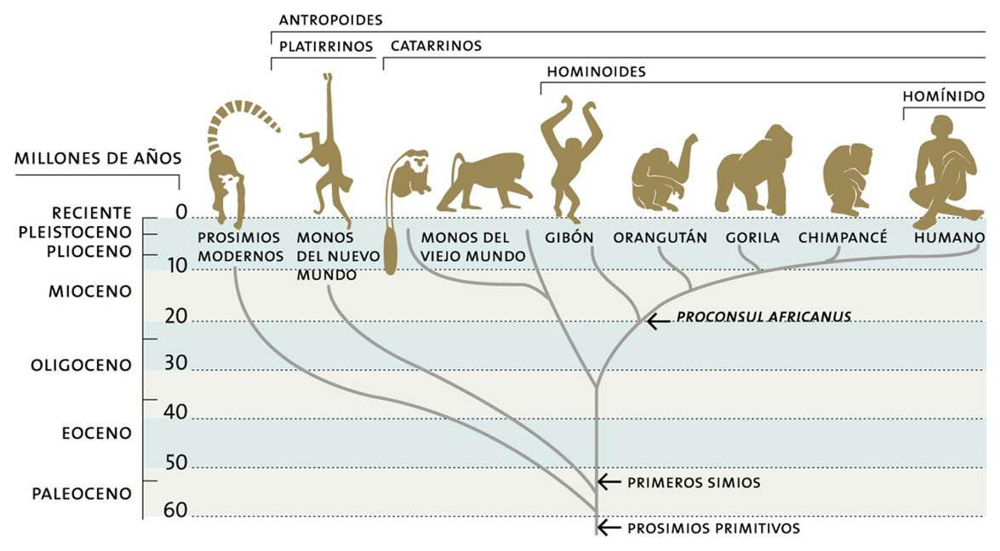 ANTROPOIDES
PLATIRRINOS
CATARRINOS
HOMINOIDES
HOMÍNIDO
MILLONES DE AÑOS
RECIENTE
0
PLEISTOCENO
PLIOCENO
10
MIOCENO
20
OLIGOCENO
30
40
EOCENO
50
PALEOCENO
60
PROSIMIOS
MODERNOS
MONOS
DEL NUEVO
MUNDO
MONOS DEL
VIEJO MUNDO
GIBÓN
ORANGUTÁN
GORILA
CHIMPANCÉ
HUMANO
PROCONSUL AFRICANUS
PRIMEROS SIMIOS
PROSIMIOS PRIMITIVOS